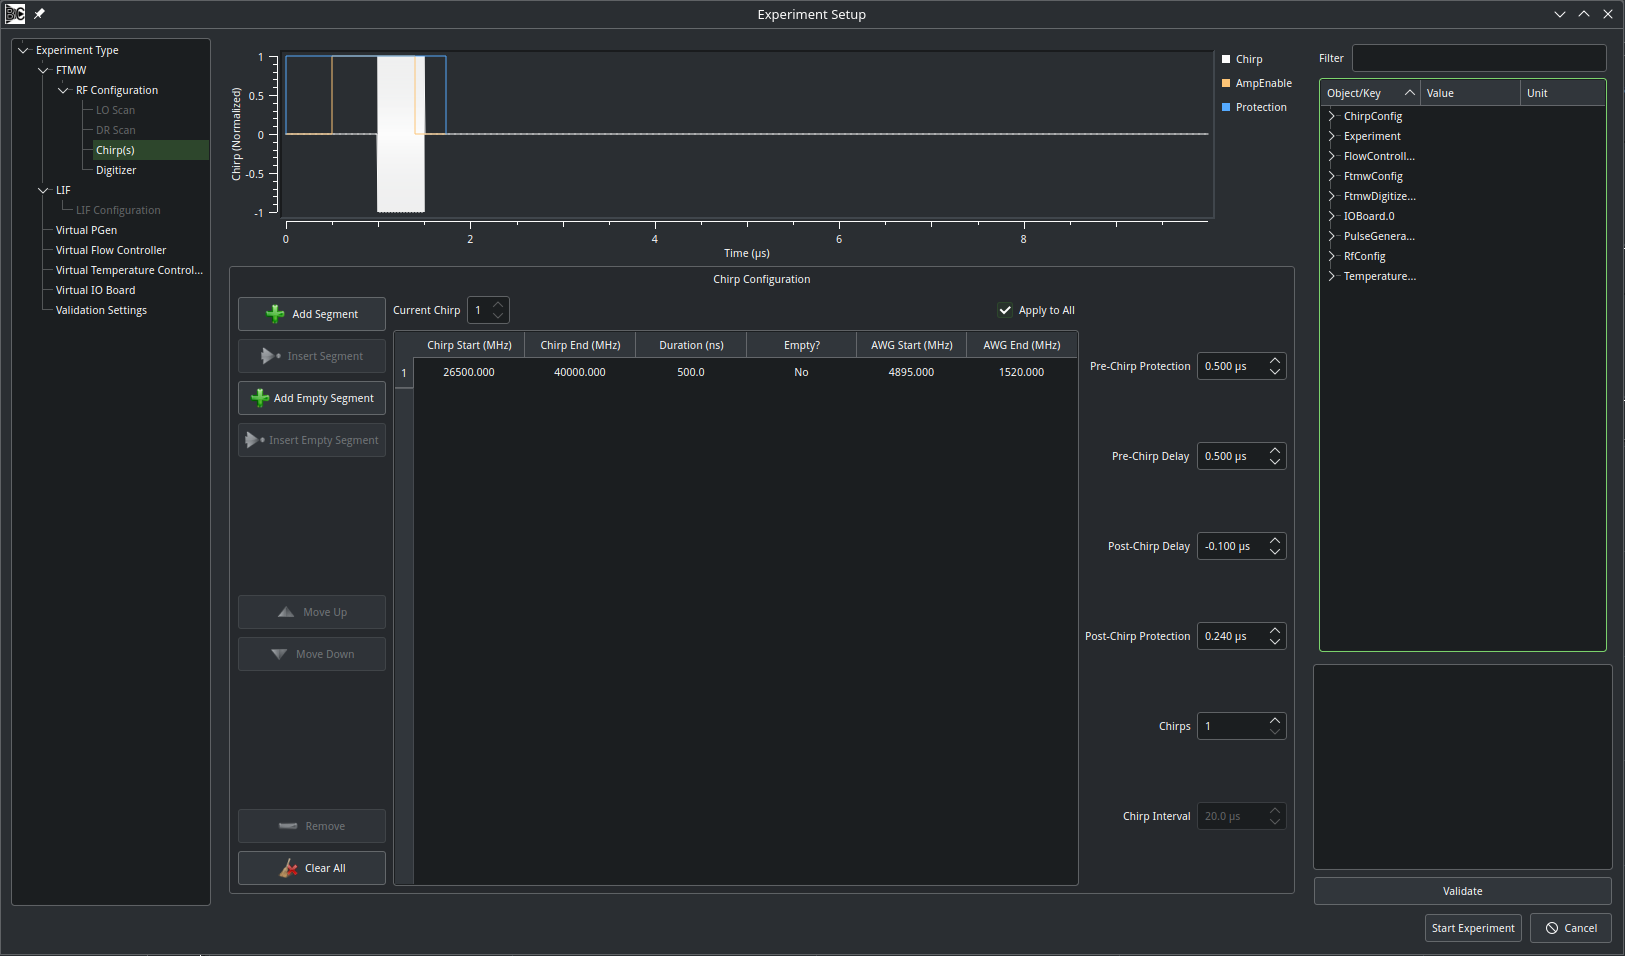 Experiment Setup
Experiment Type
FTMW
RF Configuration
LO Scan
DR Scan
Chirp(s)
Digitizer
LIF
LIF Configuration
Virtual PGen
Virtual Flow Controller
Virtual Temperature Control...
Virtual IO Board
Validation Settings
Chirp (Normalized)
1
0.5
0
-0.5
-1
0 2 4 6 8
Time (μs)
Chirp
AmpEnable
Protection
Chirp Configuration
Add Segment
Insert Segment
Add Empty Segment
Insert Empty Segment
Move Up
Move Down
Remove
Clear All
Current Chirp 1
Apply to All
Chirp Start (MHz) Chirp End (MHz) Duration (ns) Empty? AWG Start (MHz) AWG End (MHz)
1 26500.000 40000.000 500.0 No 4895.000 1520.000
Pre-Chirp Protection 0.500 μs
Pre-Chirp Delay 0.500 μs
Post-Chirp Delay -0.100 μs
Post-Chirp Protection 0.240 μs
Chirps 1
Chirp Interval 20.0 μs
Filter
Object/Key Value Unit
ChirpConfig
Experiment
FlowControll...
FtmwConfig
FtmwDigitize...
IOBoard.0
PulseGenera...
RfConfig
Temperature...
Validate
Start Experiment Cancel